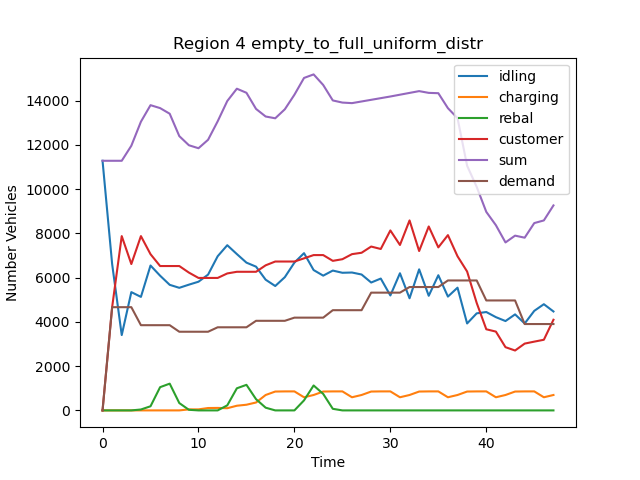 Region 4 empty_to_full_uniform_distr
idling
charging
rebal
customer
sum
demand
Number Vehicles
14000
12000
10000
8000
6000
4000
2000
0
0 10 20 30 40
Time